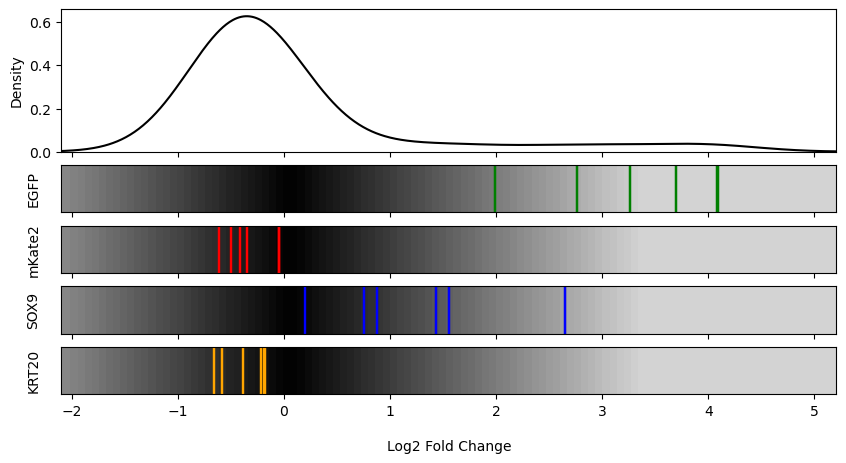 0.6
0.4
0.2
0.0
Density
EGFP
mKate2
SOX9
KRT20
−2 −1 0 1 2 3 4 5
Log2 Fold Change